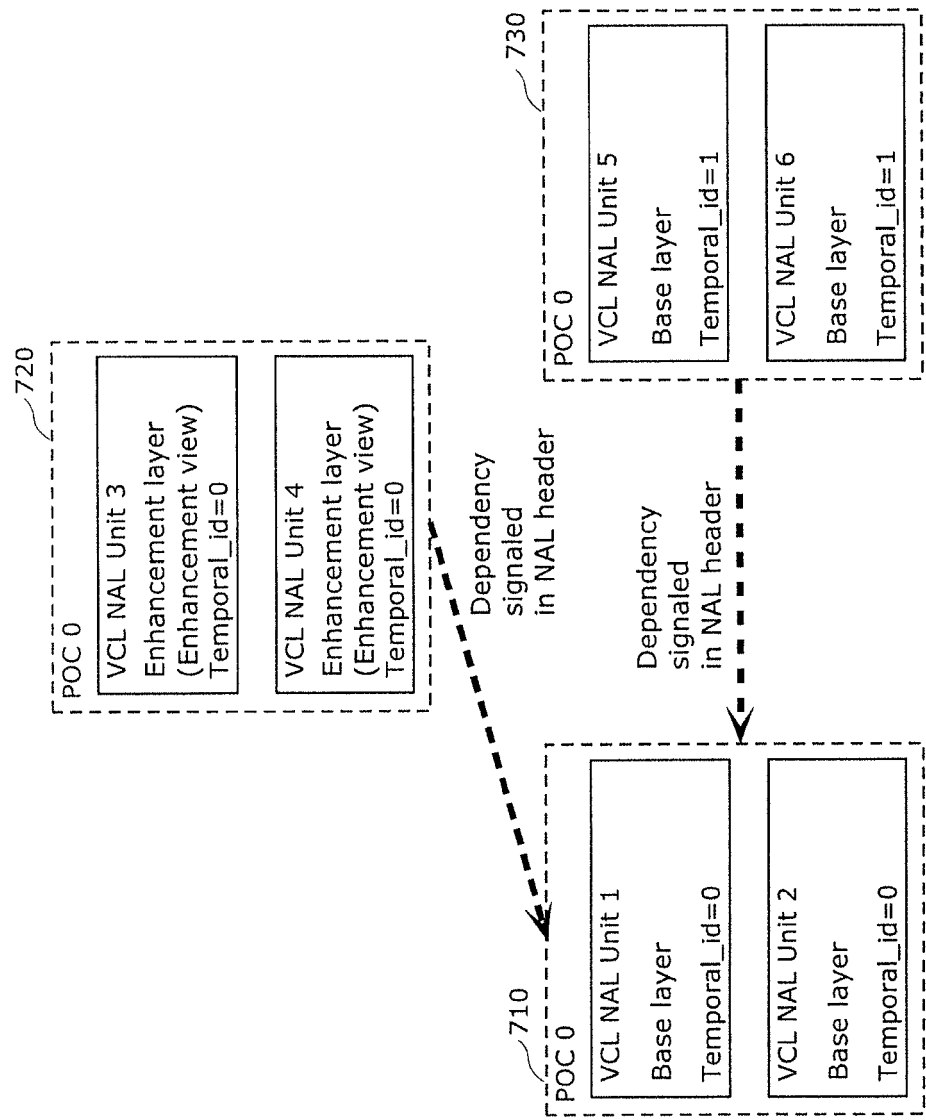 720
POC 0
VCL NAL Unit 3
Enhancement layer
(Enhancement view)
Temporal_id=0
VCL NAL Unit 4
Enhancement layer
(Enhancement view)
Temporal_id=0
Dependency
signaled
in NAL header
710
POC 0
VCL NAL Unit 1
Base layer
Temporal_id=0
VCL NAL Unit 2
Base layer
Temporal_id=0
Dependency
signaled
in NAL header
730
POC 0
VCL NAL Unit 5
Base layer
Temporal_id=1
VCL NAL Unit 6
Base layer
Temporal_id=1